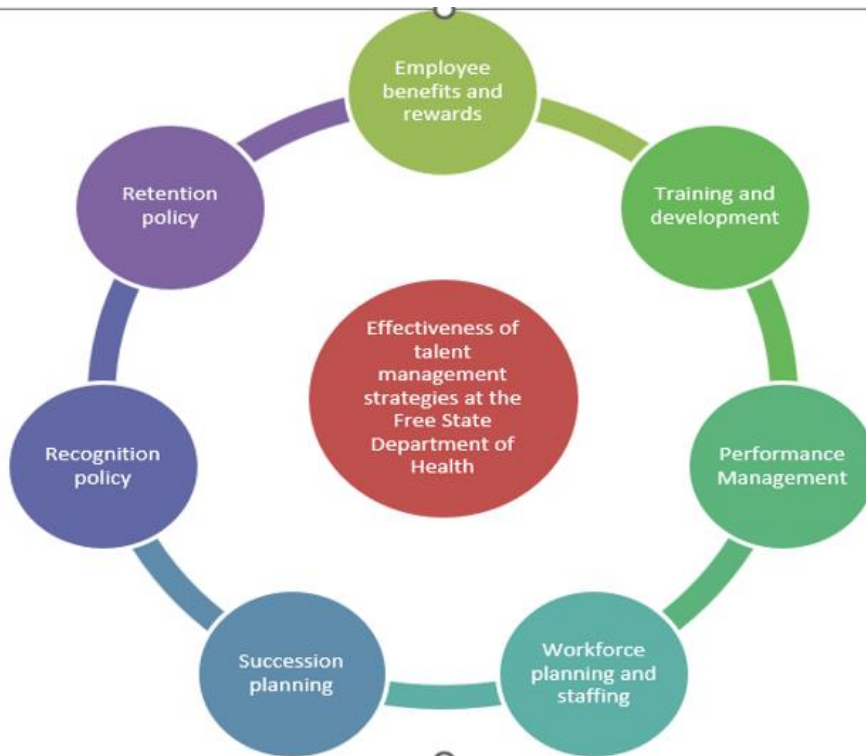 Employee
benefits and
rewards
Training and
development
Performance
Management
Workforce
planning and
staffing
Succession
planning
Recognition
policy
Retention
policy
Effectiveness of
talent
management
strategies at the
Free State
Department of
Health